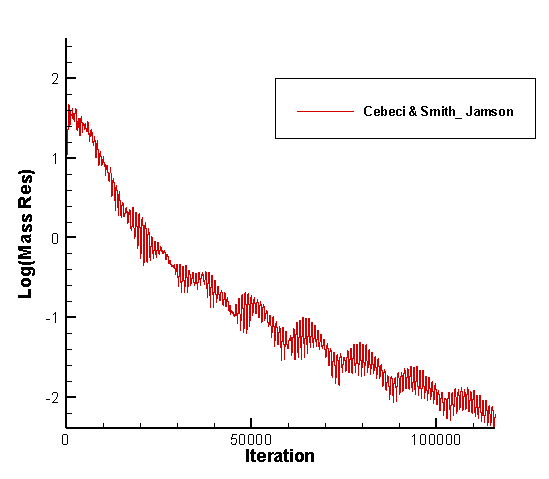 2
Cebeci & Smith_ Jamson
1
Log(Mass Res)
0
-1
-2
0 50000 100000
Iteration